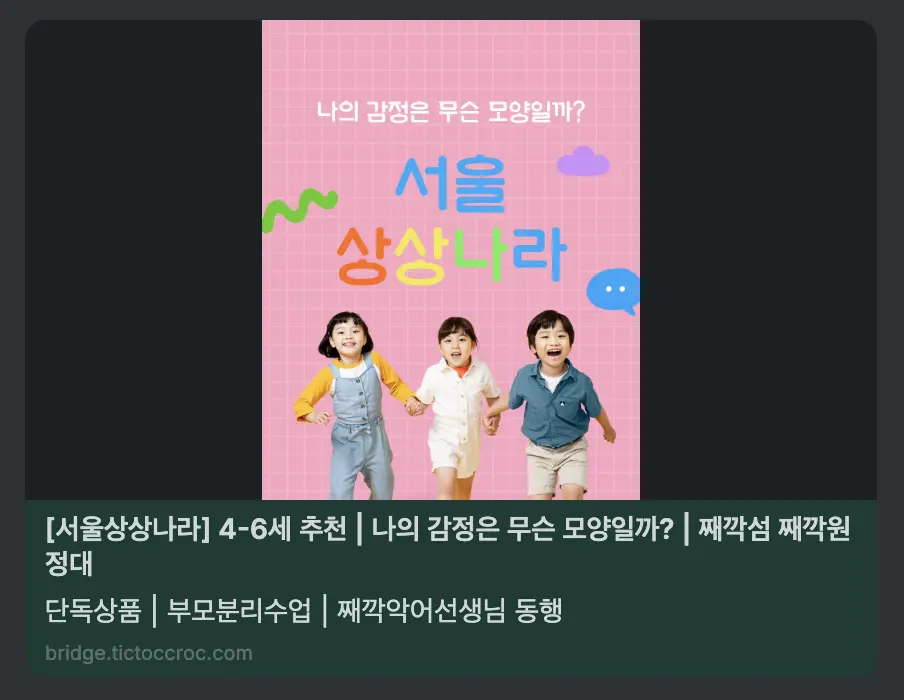 나의 감정은 무슨 모양일까?
서울
상상나라
[서울상상나라] 4-6세 추천 | 나의 감정은 무슨 모양일까? | 째깍섬 째깍원
정대
단독상품 | 부모분리수업 | 째깍악어선생님 동행
bridge.tictoccroc.com